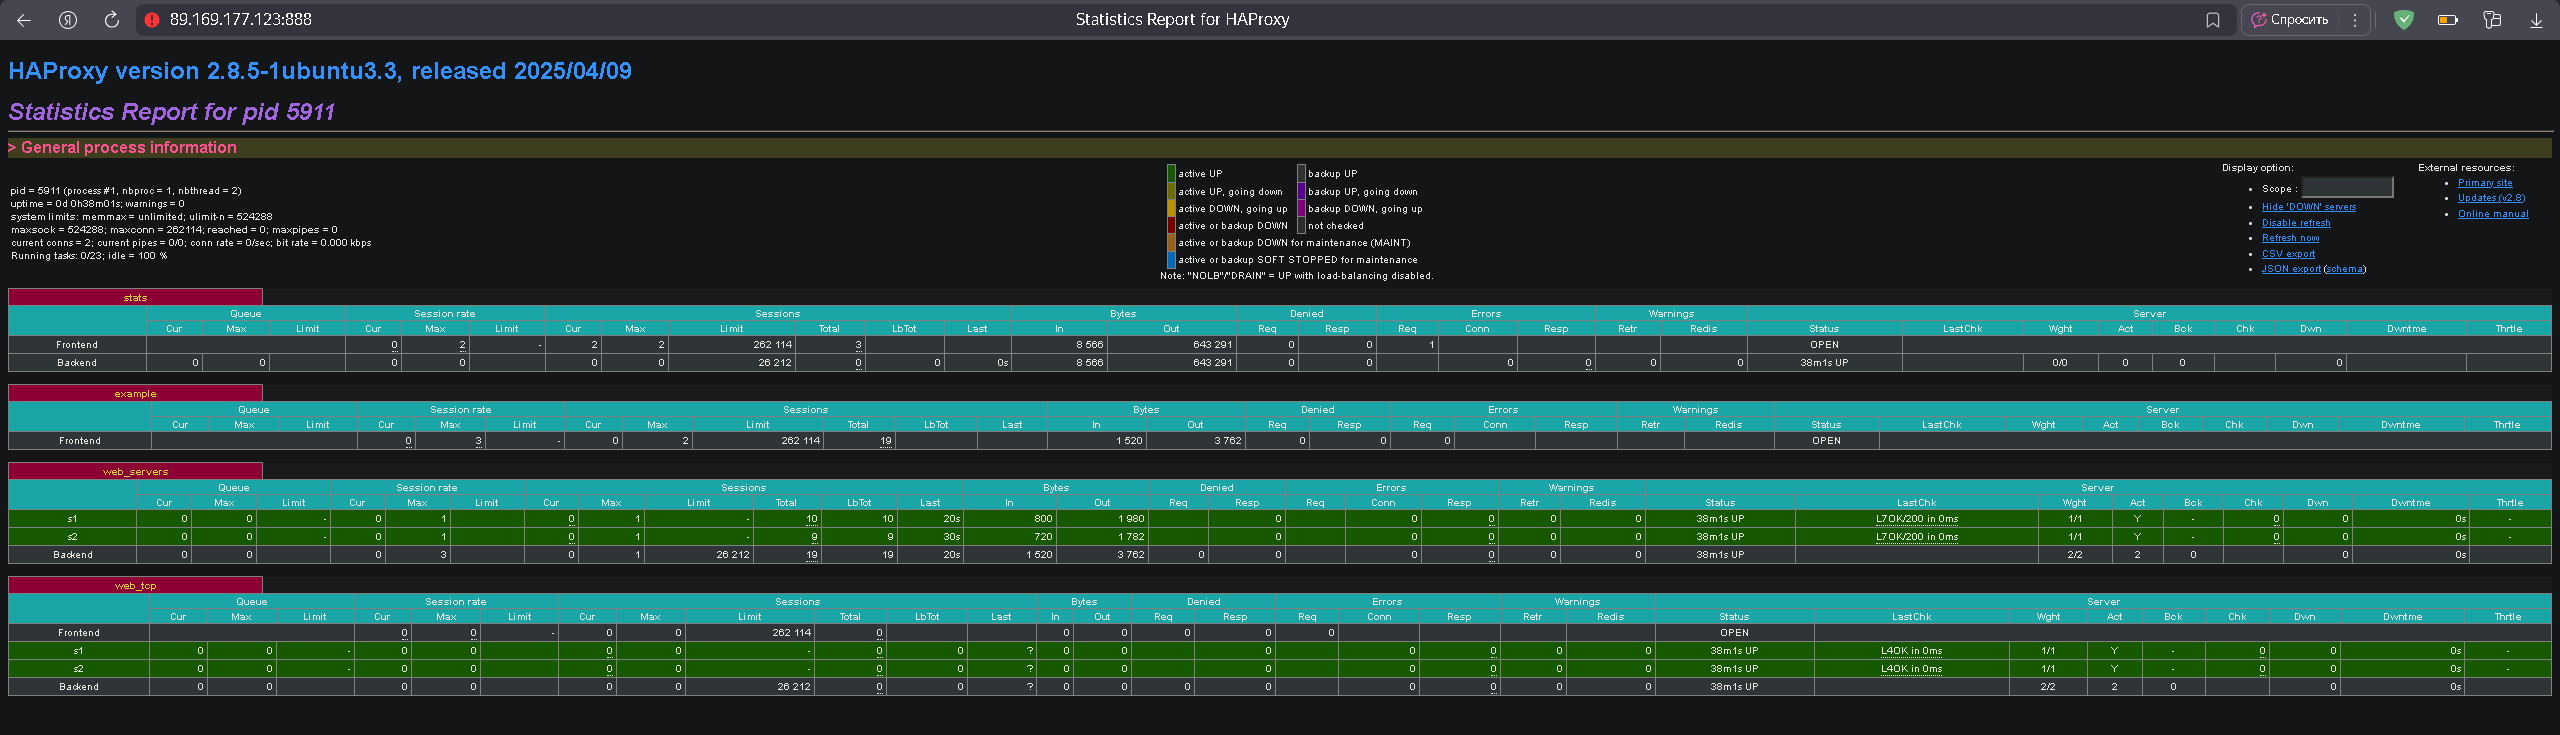 89.169.177.123:888
Statistics Report for HAProxy
Спросить
HAProxy version 2.8.5-1ubuntu3.3, released 2025/04/09
Statistics Report for pid 5911
> General process information
pid = 5911 (process #1, nbproc = 1, nbthread = 2)
uptime = 0d 0h38m01s; warnings = 0
system limits: memmax = unlimited; ulimit-n = 524288
maxsock = 524288; maxconn = 262114; reached = 0; maxpipes = 0
current conns = 2; current pipes = 0/0; conn rate = 0/sec; bit rate = 0.000 kbps
Running tasks: 0/23; idle = 100 %
active UP backup UP
active UP, going down backup UP, going down
active DOWN, going up backup DOWN, going up
active or backup DOWN not checked
active or backup DOWN for maintenance (MAINT)
active or backup SOFT STOPPED for maintenance
Note: "NOLB"/"DRAIN" = UP with load-balancing disabled.
Display option:
Scope :
Hide 'DOWN' servers
Disable refresh
Refresh now
CSV export
JSON export (schema)
External resources:
Primary site
Updates (v2.8)
Online manual
stats
Queue Session rate Sessions Bytes Denied Errors Warnings Server
Cur Max Limit Cur Max Limit Cur Max Limit Total LbTot Last In Out Req Resp Req Conn Resp Retr Redis Status LastChk Wght Act Bck Chk Dwn Dwntme Thrtle
Frontend 0 2 - 2 2 262 114 3 8 566 643 291 0 0 1 OPEN
Backend 0 0 0 0 0 0 26 212 0 0 0s 8 566 643 291 0 0 0 0 0 0 38m1s UP 0/0 0 0 0
example
Queue Session rate Sessions Bytes Denied Errors Warnings Server
Cur Max Limit Cur Max Limit Cur Max Limit Total LbTot Last In Out Req Resp Req Conn Resp Retr Redis Status LastChk Wght Act Bck Chk Dwn Dwntme Thrtle
Frontend 0 3 - 0 2 262 114 19 1 520 3 762 0 0 0 OPEN
web_servers
Queue Session rate Sessions Bytes Denied Errors Warnings Server
Cur Max Limit Cur Max Limit Cur Max Limit Total LbTot Last In Out Req Resp Req Conn Resp Retr Redis Status LastChk Wght Act Bck Chk Dwn Dwntme Thrtle
s1 0 0 - 0 1 0 1 - 10 10 20s 800 1 980 0 0 0 0 0 38m1s UP L7OK/200 in 0ms 1/1 Y - 0 0 0s -
s2 0 0 - 0 1 0 1 - 9 9 30s 720 1 782 0 0 0 0 0 38m1s UP L7OK/200 in 0ms 1/1 Y - 0 0 0s -
Backend 0 0 0 3 0 1 26 212 19 19 20s 1 520 3 762 0 0 0 0 0 0 38m1s UP 2/2 2 0 0 0s
web_tcp
Queue Session rate Sessions Bytes Denied Errors Warnings Server
Cur Max Limit Cur Max Limit Cur Max Limit Total LbTot Last In Out Req Resp Req Conn Resp Retr Redis Status LastChk Wght Act Bck Chk Dwn Dwntme Thrtle
Frontend 0 0 - 0 0 262 114 0 0 0 0 0 0 OPEN
s1 0 0 - 0 0 0 0 - 0 0 ? 0 0 0 0 0 0 0 38m1s UP L4OK in 0ms 1/1 Y - 0 0 0s -
s2 0 0 - 0 0 0 0 - 0 0 ? 0 0 0 0 0 0 0 38m1s UP L4OK in 0ms 1/1 Y - 0 0 0s -
Backend 0 0 0 0 0 0 26 212 0 0 ? 0 0 0 0 0 0 0 0 38m1s UP 2/2 2 0 0 0s